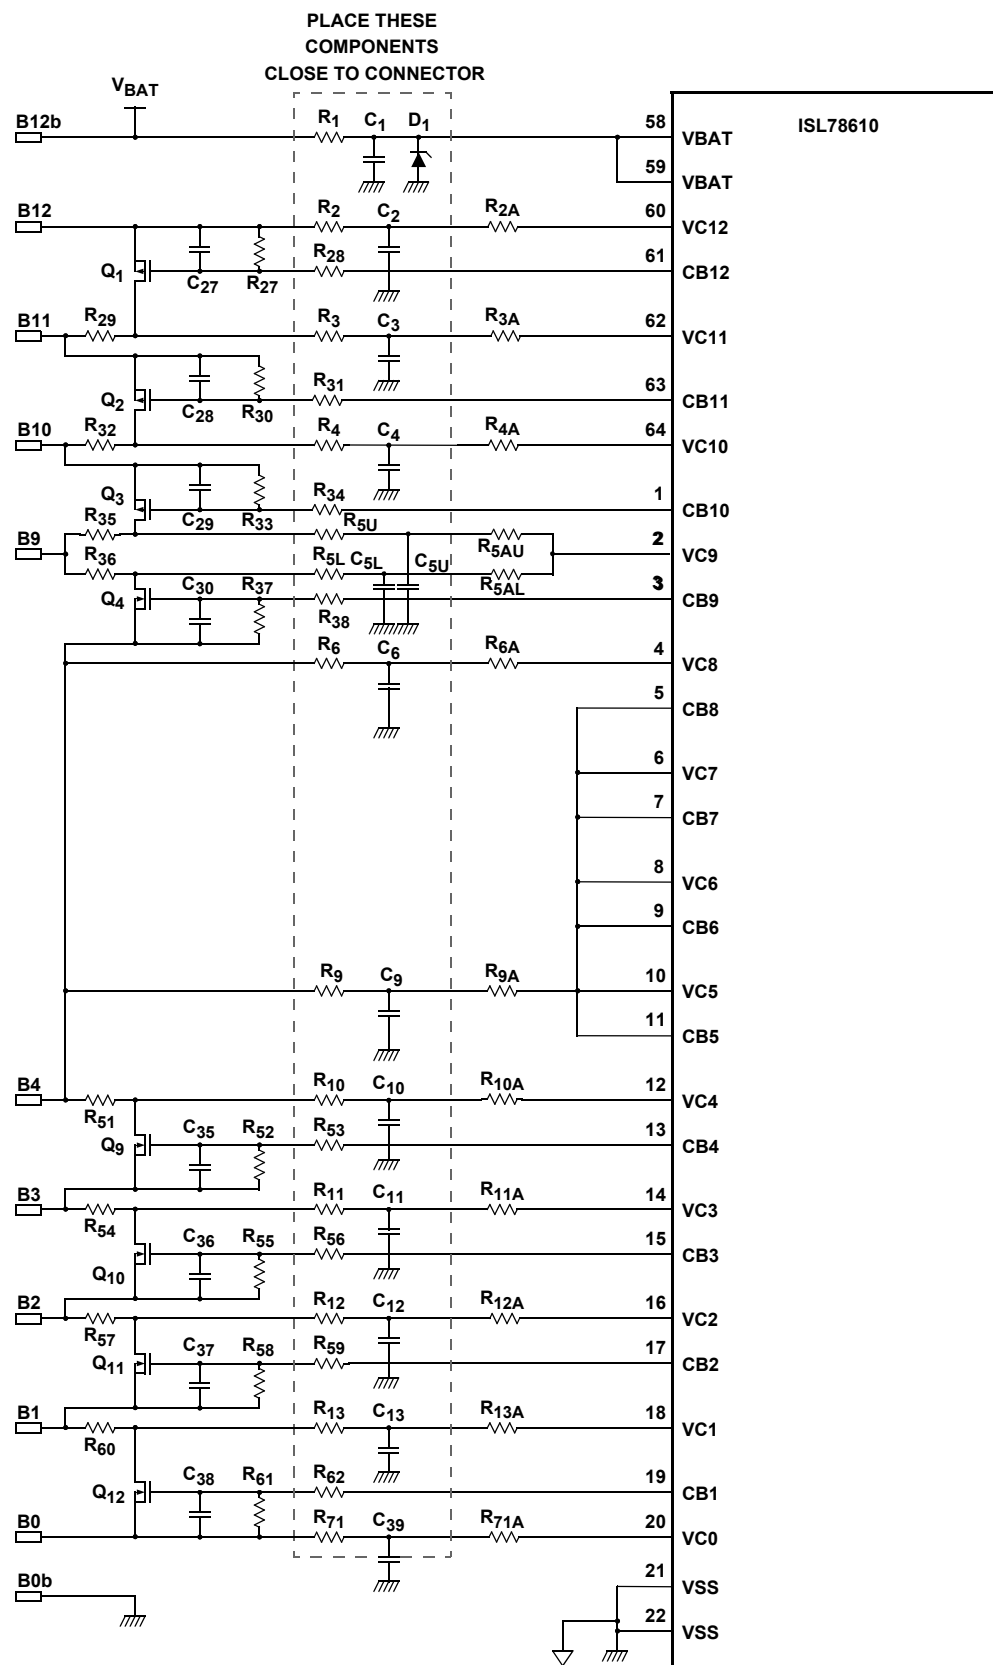 PLACE THESE
COMPONENTS
CLOSE TO CONNECTOR
VBAT
B12b R1 C1 D1 58 VBAT ISL78610
59 VBAT
B12 R2 C2 R2A 60 VC12
Q1 C27 R27 R28 61 CB12
B11 R29 R3 C3 R3A 62 VC11
Q2 C28 R30 R31 63 CB11
B10 R32 R4 C4 R4A 64 VC10
Q3 C29 R33 R34 1 CB10
B9 R35 R5U R5AU 2 VC9
R36 R5L C5L C5U R5AL
Q4 C30 R37 R38 3 CB9
R6 C6 R6A 4 VC8
5 CB8
6 VC7
7 CB7
8 VC6
9 CB6
R9 C9 R9A 10 VC5
11 CB5
B4 R51 R10 C10 R10A 12 VC4
Q9 C35 R52 R53 13 CB4
B3 R54 R11 C11 R11A 14 VC3
Q10 C36 R55 R56 15 CB3
B2 R57 R12 C12 R12A 16 VC2
Q11 C37 R58 R59 17 CB2
B1 R60 R13 C13 R13A 18 VC1
Q12 C38 R61 R62 19 CB1
B0 R71 C39 R71A 20 VC0
B0b 21 VSS
22 VSS